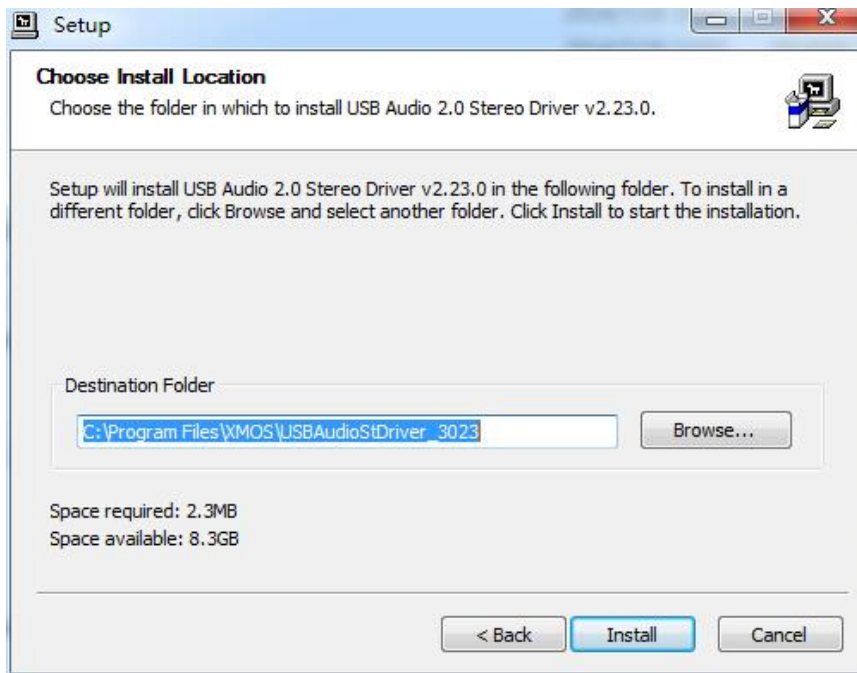 Setup
Choose Install Location
Choose the folder in which to install USB Audio 2.0 Stereo Driver v2.23.0.
Setup will install USB Audio 2.0 Stereo Driver v2.23.0 in the following folder. To install in a
different folder, click Browse and select another folder. Click Install to start the installation.
Destination Folder
C:\Program Files\XMOS\USBAudioStDriver_3023
Browse...
Space required: 2.3MB
Space available: 8.3GB
< Back
Install
Cancel